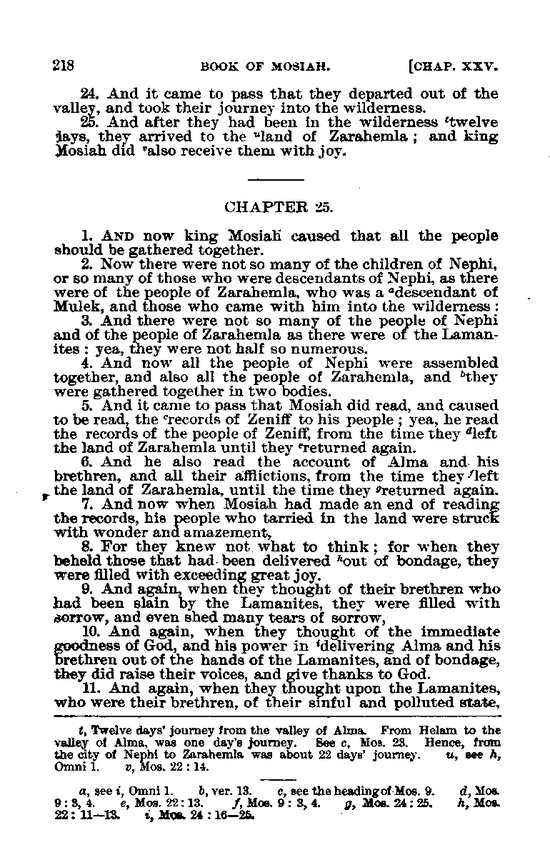 218 BOOK OF MOSIAH. [CHAP. XXV.
24. And it came to pass that they departed out of the
valley, and took their journey into the wilderness.
25. And after they had been in the wilderness ᵗtwelve
days, they arrived to the ᵘland of Zarahemla; and king
Mosiah did ᵛalso receive them with joy.
CHAPTER 25.
1. AND now king Mosiah caused that all the people
should be gathered together.
2. Now there were not so many of the children of Nephi,
or so many of those who were descendants of Nephi, as there
were of the people of Zarahemla, who was a ᵃdescendant of
Mulek, and those who came with him into the wilderness:
3. And there were not so many of the people of Nephi
and of the people of Zarahemla as there were of the Laman-
ites: yea, they were not half so numerous.
4. And now all the people of Nephi were assembled
together, and also all the people of Zarahemla, and ᵇthey
were gathered together in two bodies.
5. And it came to pass that Mosiah did read, and caused
to be read, the ᶜrecords of Zeniff to his people; yea, he read
the records of the people of Zeniff, from the time they ᵈleft
the land of Zarahemla until they ᵉreturned again.
6. And he also read the account of Alma and his
brethren, and all their afflictions, from the time they ᶠleft
the land of Zarahemla, until the time they ᵍreturned again.
7. And now when Mosiah had made an end of reading
the records, his people who tarried in the land were struck
with wonder and amazement,
8. For they knew not what to think; for when they
beheld those that had been delivered ʰout of bondage, they
were filled with exceeding great joy.
9. And again, when they thought of their brethren who
had been slain by the Lamanites, they were filled with
sorrow, and even shed many tears of sorrow,
10. And again, when they thought of the immediate
goodness of God, and his power in ⁱdelivering Alma and his
brethren out of the hands of the Lamanites, and of bondage,
they did raise their voices, and give thanks to God.
11. And again, when they thought upon the Lamanites,
who were their brethren, of their sinful and polluted state,
t, Twelve days' journey from the valley of Alma. From Helam to the
valley of Alma, was one day's journey. See c, Mos. 23. Hence, from
the city of Nephi to Zarahemla was about 22 days' journey. u, see h,
Omni 1. v, Mos. 22: 14.
a, see i, Omni 1. b, ver. 13. c, see the heading of Mos. 9. d, Mos.
9: 3, 4. e, Mos. 22: 13. f, Mos. 9: 3, 4. g, Mos. 24: 25. h, Mos.
22: 11—13. i, Mos. 24: 16—25.